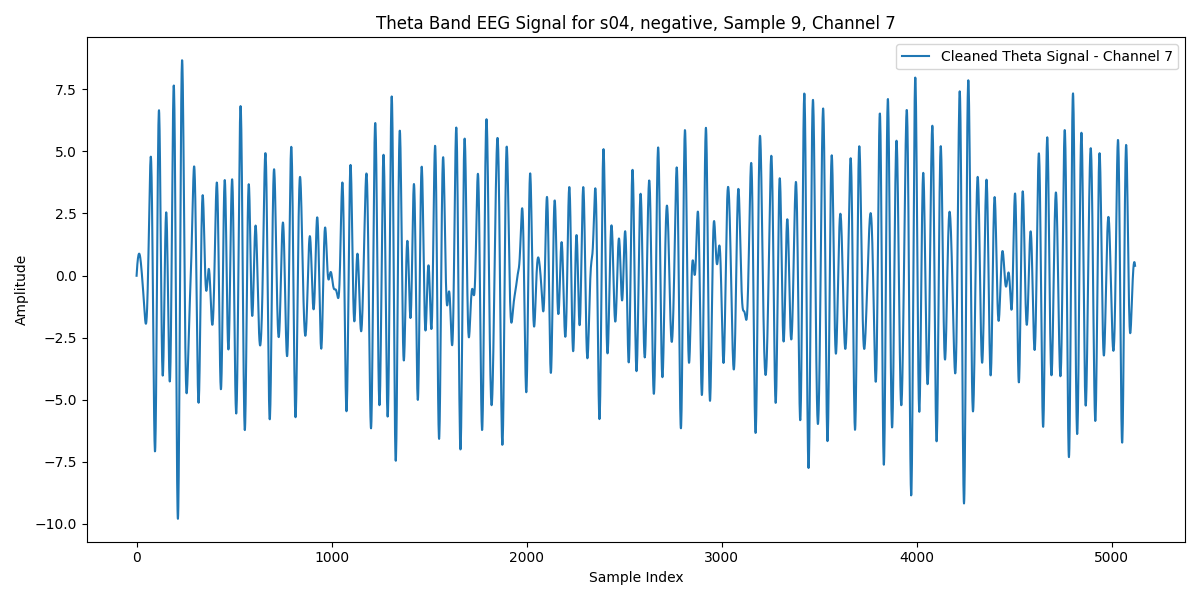 Theta Band EEG Signal for s04, negative, Sample 9, Channel 7
Cleaned Theta Signal - Channel 7
Amplitude
7.5
5.0
2.5
0.0
−2.5
−5.0
−7.5
−10.0
0 1000 2000 3000 4000 5000
Sample Index